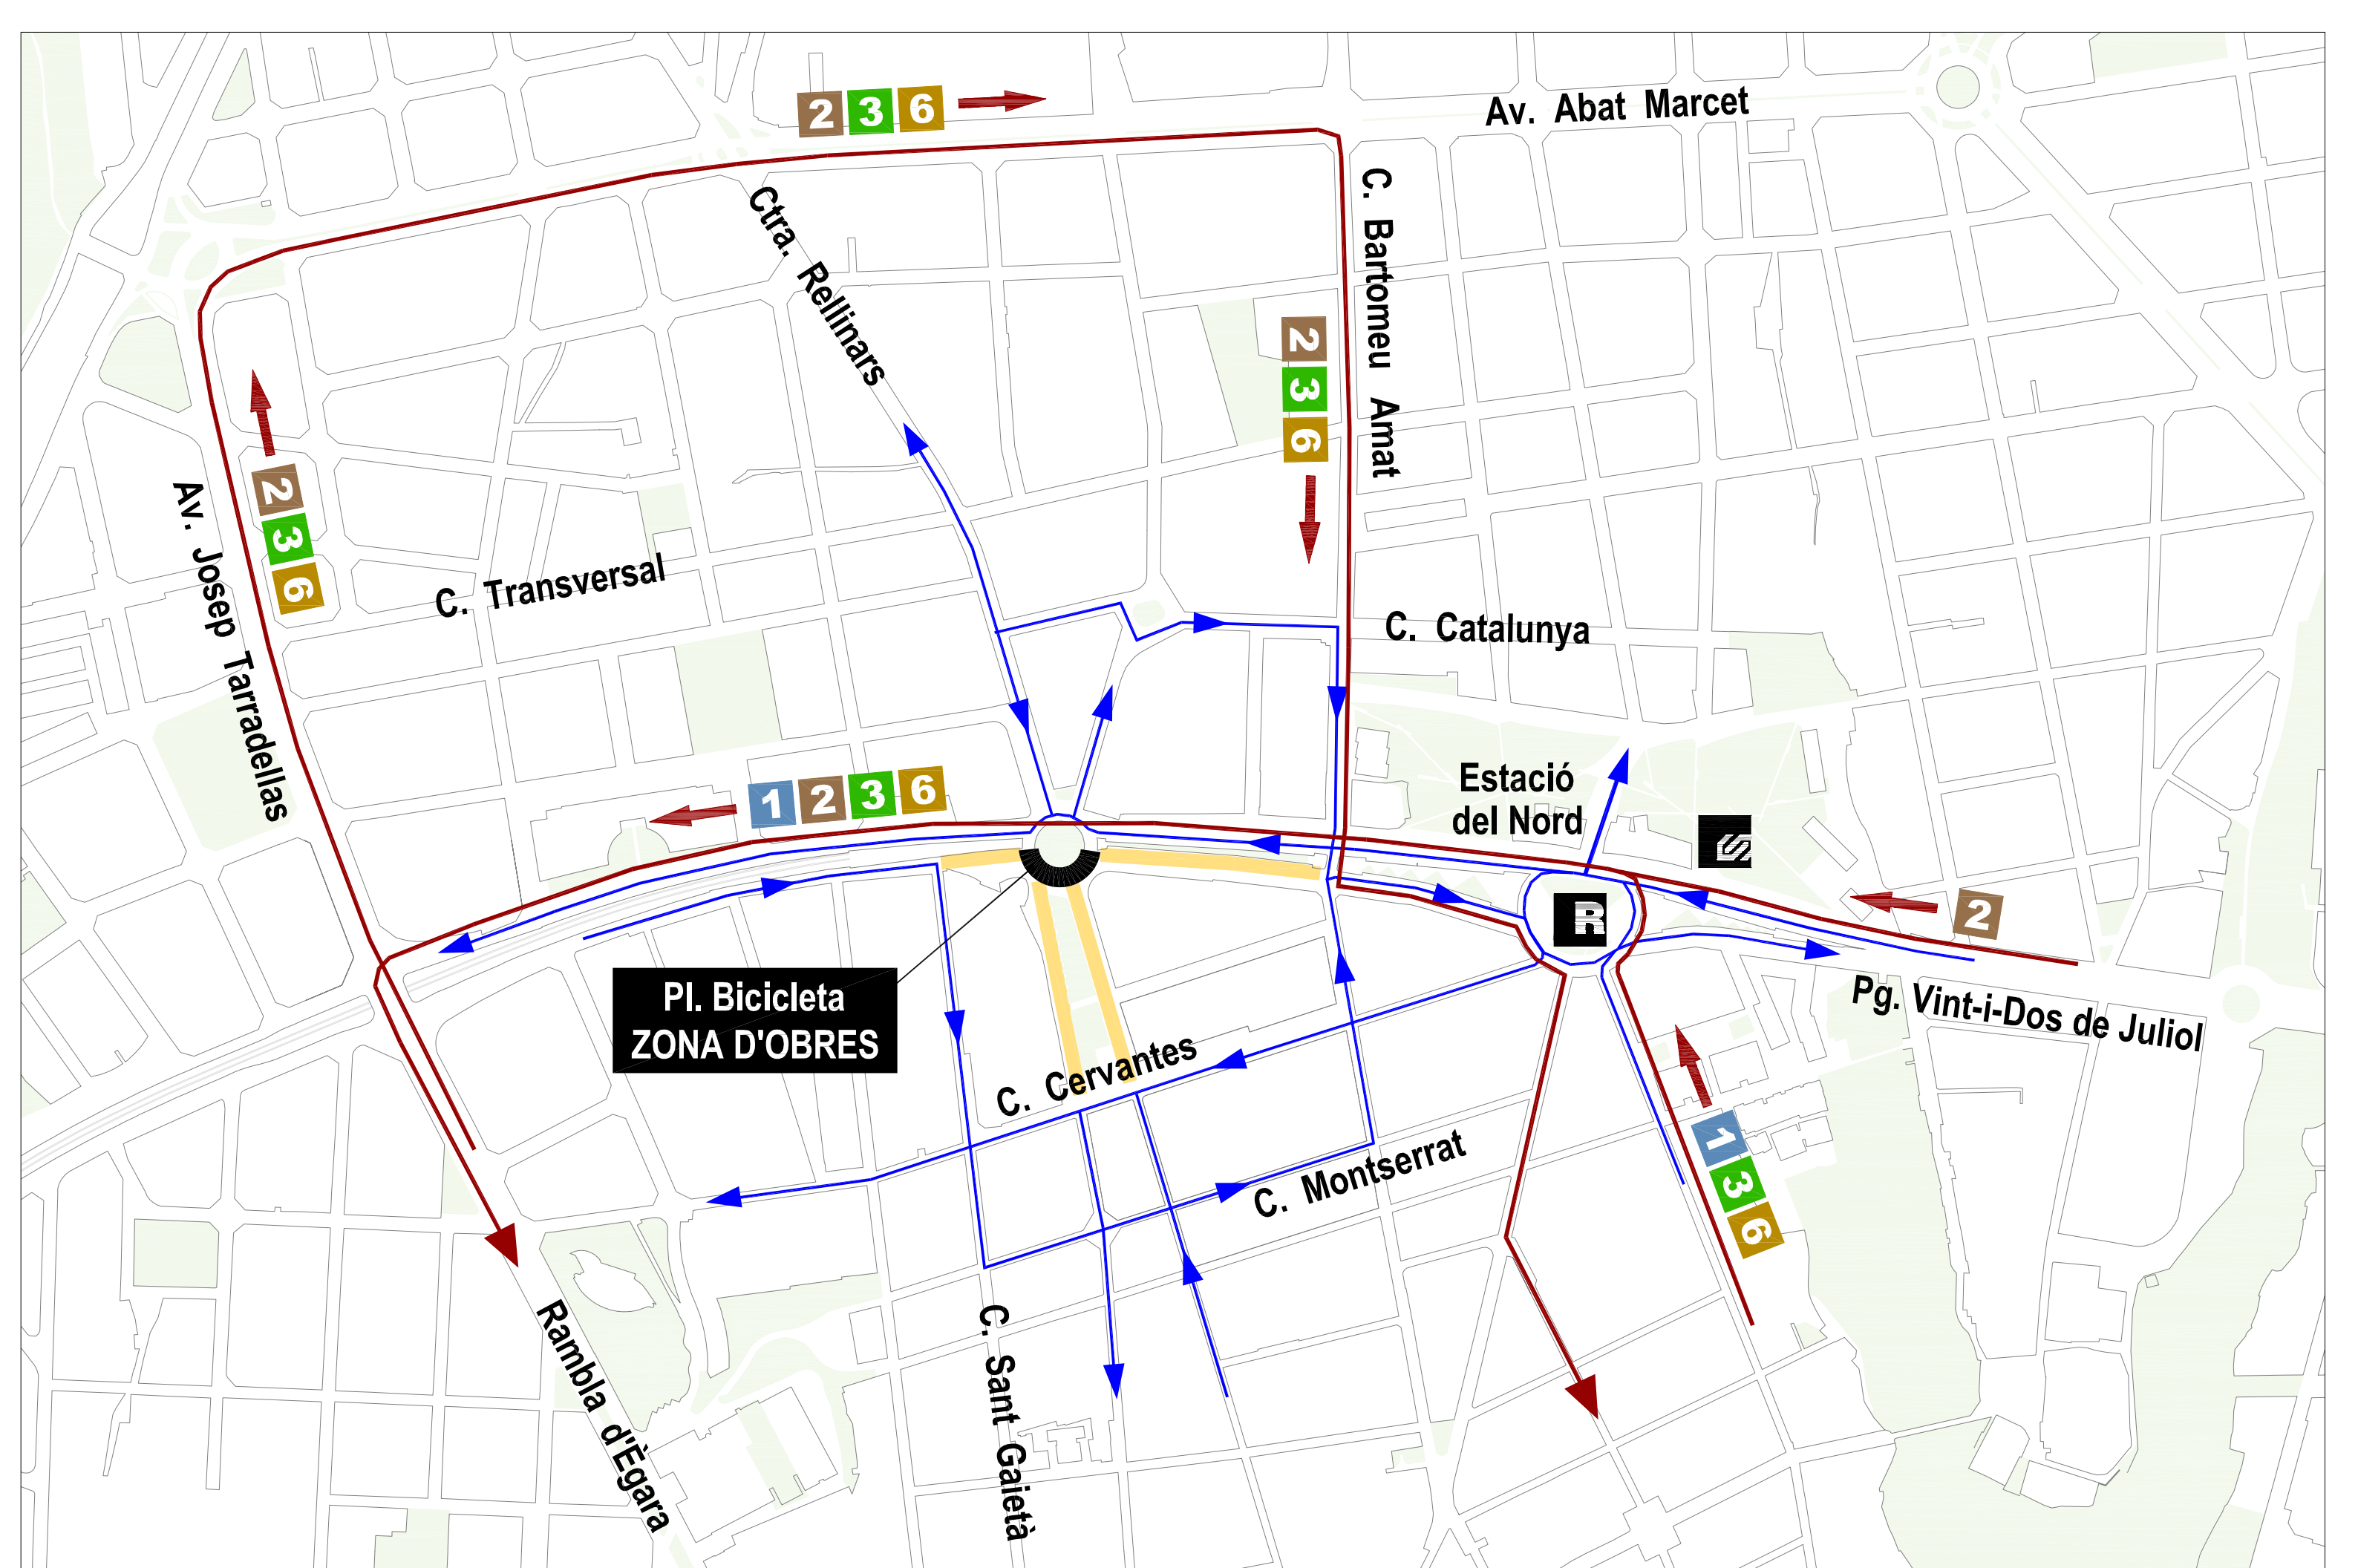 2 3 6
Av. Abat Marcet
Ctra. Rellinars
C. Bartomeu Amat
2 3 6
2 3 6
Av. Josep Tarradellas
C. Transversal
C. Catalunya
1 2 3 6
Estació
del Nord
R
2
Pl. Bicicleta
ZONA D'OBRES
Pg. Vint-i-Dos de Juliol
C. Cervantes
C. Montserrat
1 3 6
Rambla d'Ègara
C. Sant Gaietà